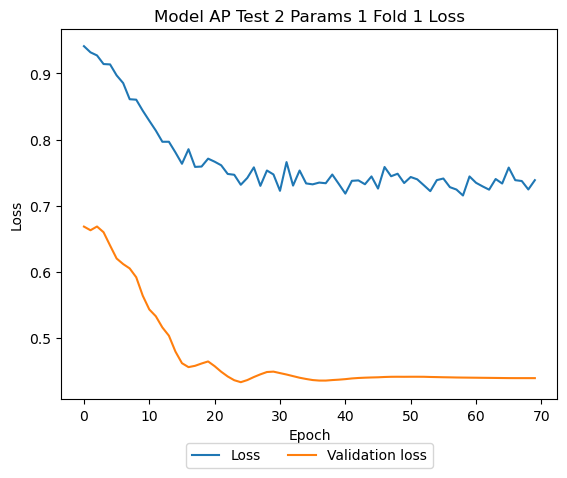 Model AP Test 2 Params 1 Fold 1 Loss
Loss
0.9
0.8
0.7
0.6
0.5
0 10 20 30 40 50 60 70
Epoch
Loss Validation loss